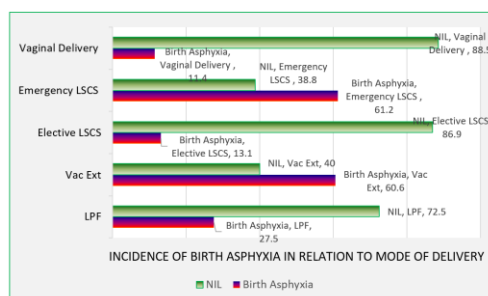 Vaginal Delivery
NIL, Vaginal
Delivery , 88.5
Birth Asphyxia,
Vaginal Delivery ,
11.4
Emergency LSCS
NIL, Emergency
LSCS , 38.8
Birth Asphyxia,
Emergency LSCS ,
61.2
Elective LSCS
NIL, Elective LSCS,
86.9
Birth Asphyxia,
Elective LSCS, 13.1
Vac Ext
NIL, Vac Ext, 40
Birth Asphyxia, Vac
Ext, 60.6
LPF
NIL, LPF, 72.5
Birth Asphyxia, LPF,
27.5
INCIDENCE OF BIRTH ASPHYXIA IN RELATION TO MODE OF DELIVERY
NIL
Birth Asphyxia